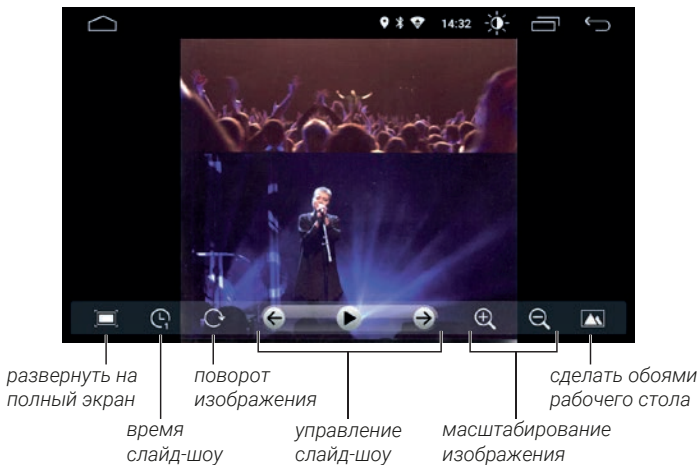 14:32
1
развернуть на
полный экран
поворот
изображения
сделать обоями
рабочего стола
время
слайд-шоу
управление
слайд-шоу
масштабирование
изображения